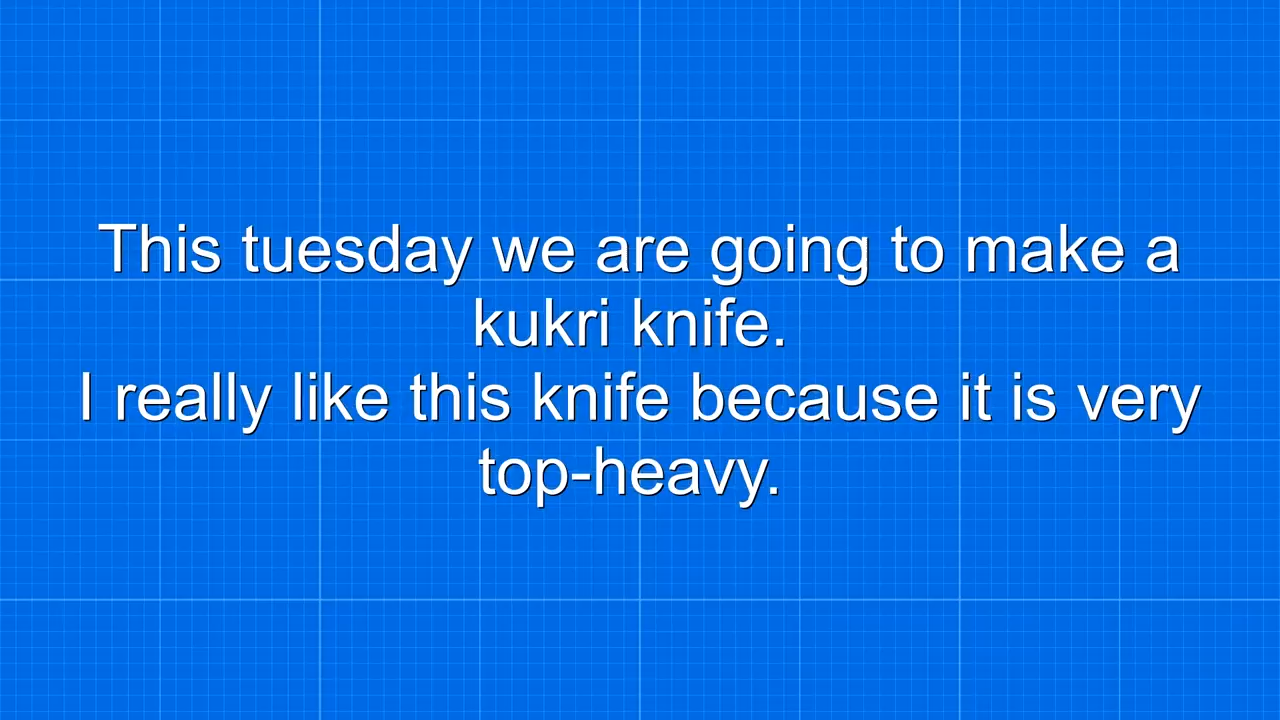 This tuesday we are going to make a
kukri knife.
I really like this knife because it is very
top-heavy.